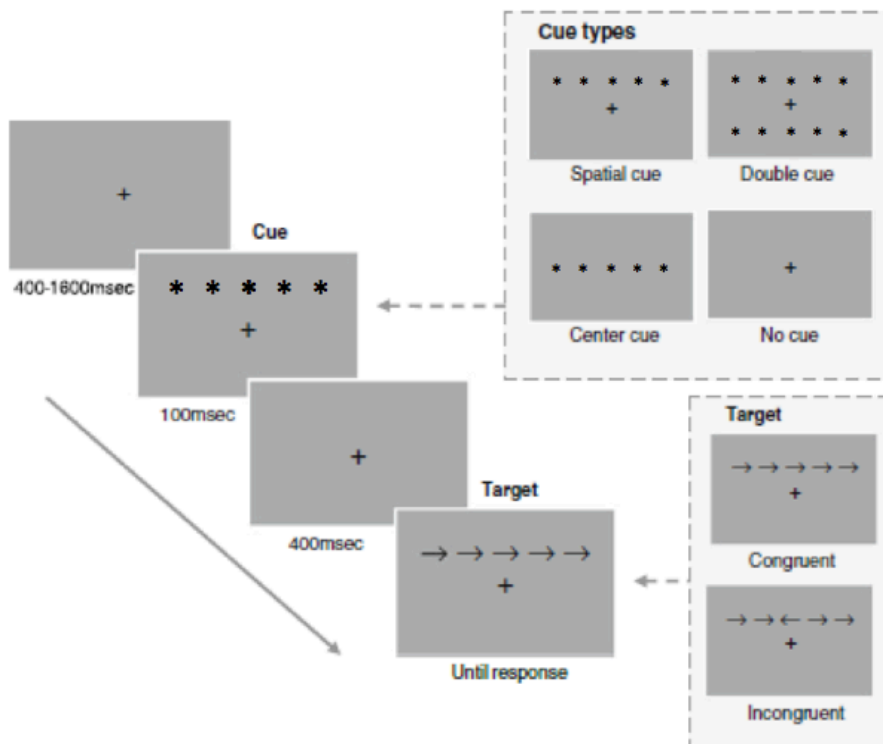 Cue types
* * * * *
+
Spatial cue
* * * * *
+
* * * * *
Double cue
* * * * *
Center cue
+
No cue
+
400-1600msec
Cue
* * * * *
+
100msec
+
400msec
Target
→ → → → →
+
Until response
Target
→ → → → →
+
Congruent
→ → ← → →
+
Incongruent